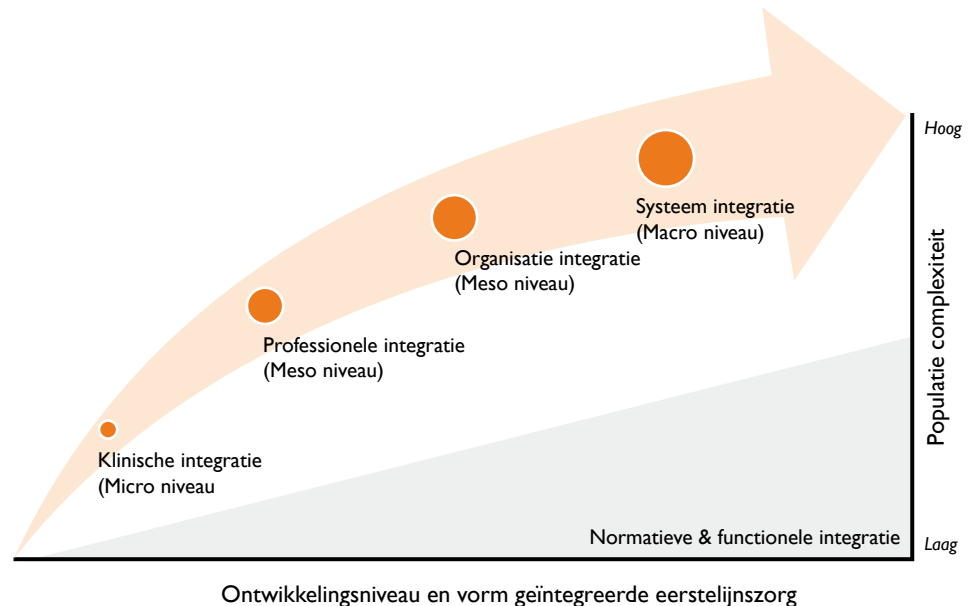 Hoog
Systeem integratie
(Macro niveau)
Organisatie integratie
(Meso niveau)
Professionele integratie
(Meso niveau)
Klinische integratie
(Micro niveau
Populatie complexiteit
Normatieve & functionele integratie
Laag
Ontwikkelingsniveau en vorm geïntegreerde eerstelijnszorg